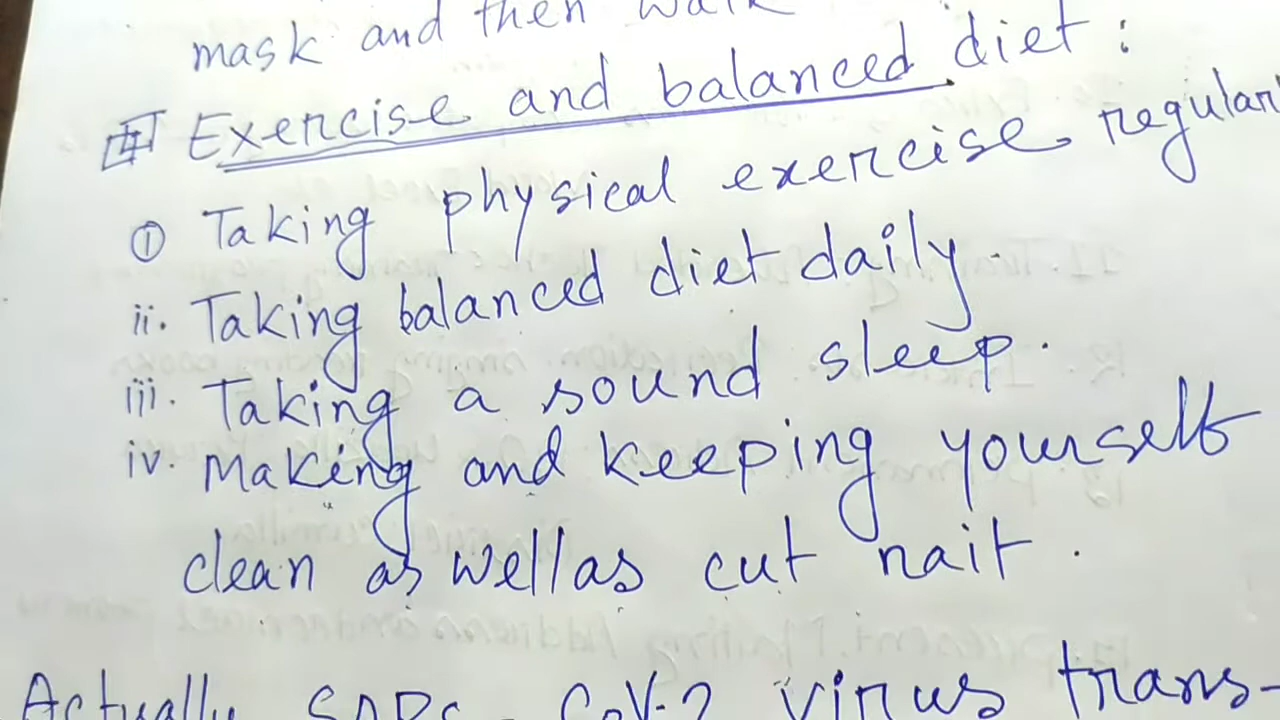 mask and then walk
# Exercise and balanced diet:
① Taking physical exercise regular
ii. Taking balanced diet daily.
iii. Taking a sound sleep.
iv. Making and keeping yourself
clean as well as cut nait.
Actually SARS-CoV-2 virus trans-